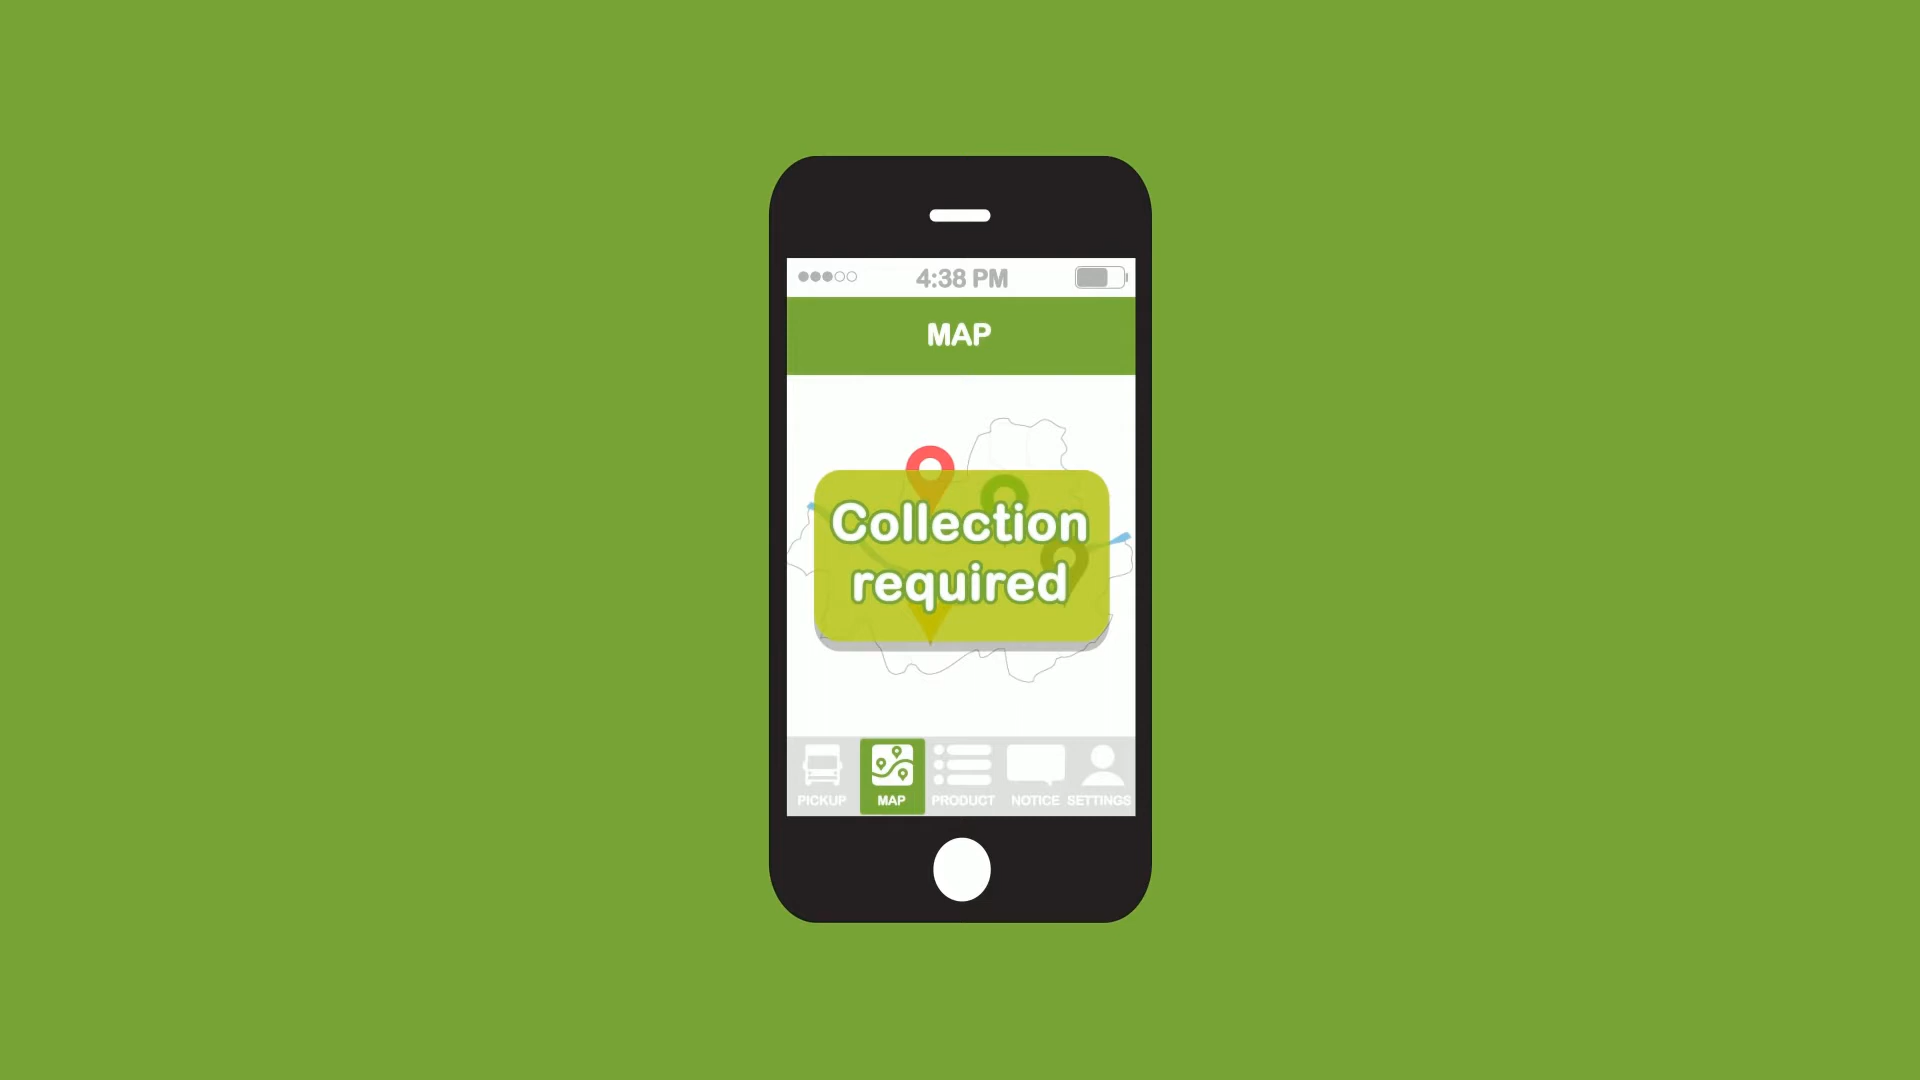 4:38 PM
MAP
Collection
required
PICKUP MAP PRODUCT NOTICE SETTINGS